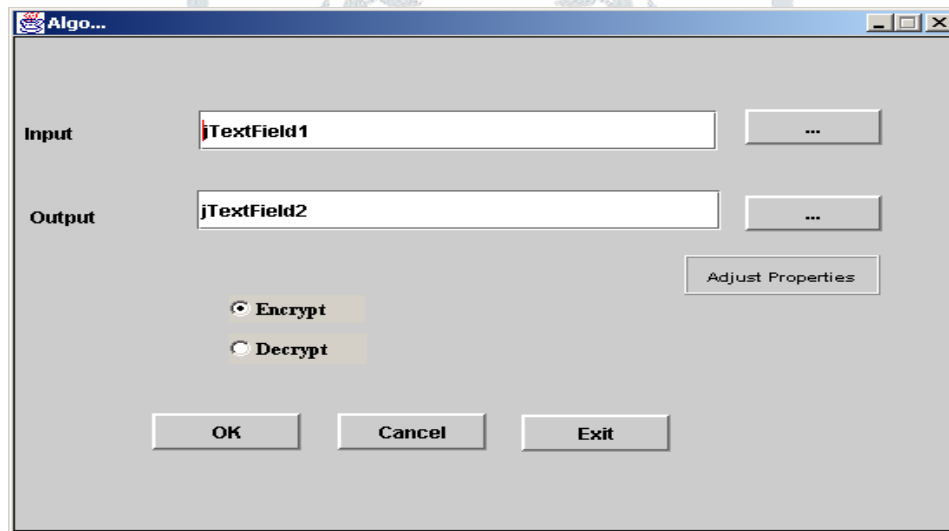 Algo...
Input jTextField1 ...
Output jTextField2 ...
Adjust Properties
Encrypt
Decrypt
OK Cancel Exit